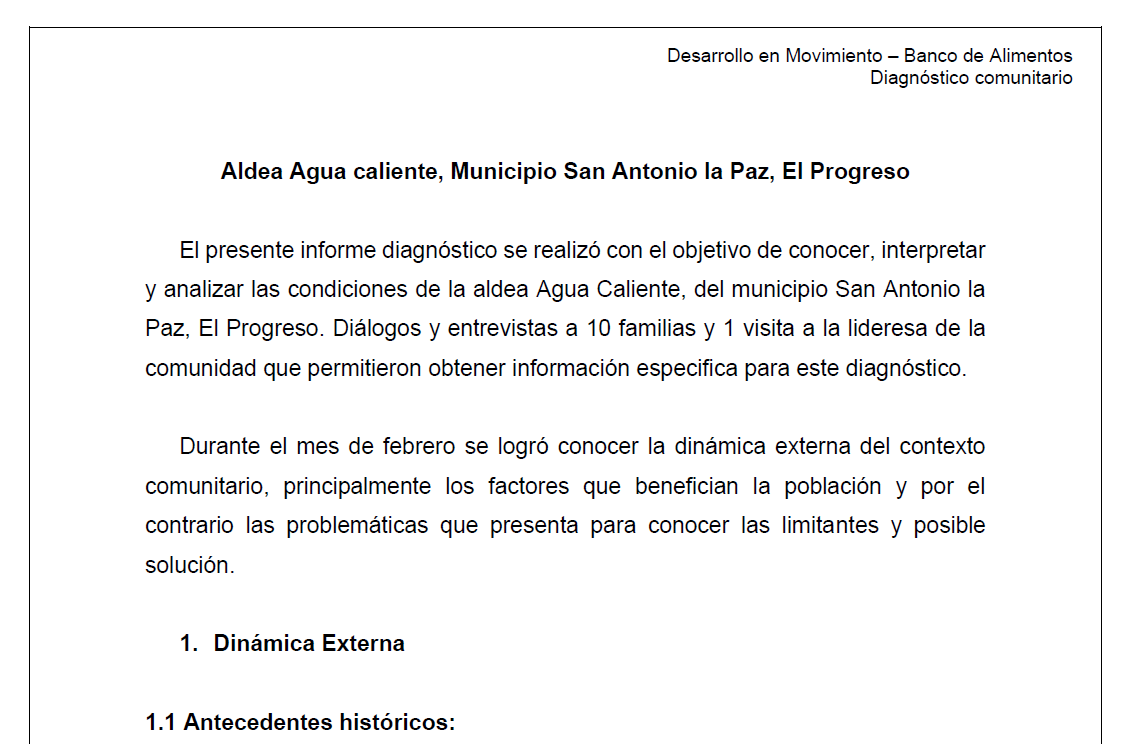 Desarrollo en Movimiento – Banco de Alimentos
Diagnóstico comunitario
Aldea Agua caliente, Municipio San Antonio la Paz, El Progreso
El presente informe diagnóstico se realizó con el objetivo de conocer, interpretar
y analizar las condiciones de la aldea Agua Caliente, del municipio San Antonio la
Paz, El Progreso. Diálogos y entrevistas a 10 familias y 1 visita a la lideresa de la
comunidad que permitieron obtener información especifica para este diagnóstico.
Durante el mes de febrero se logró conocer la dinámica externa del contexto
comunitario, principalmente los factores que benefician la población y por el
contrario las problemáticas que presenta para conocer las limitantes y posible
solución.
1. Dinámica Externa
1.1 Antecedentes históricos: